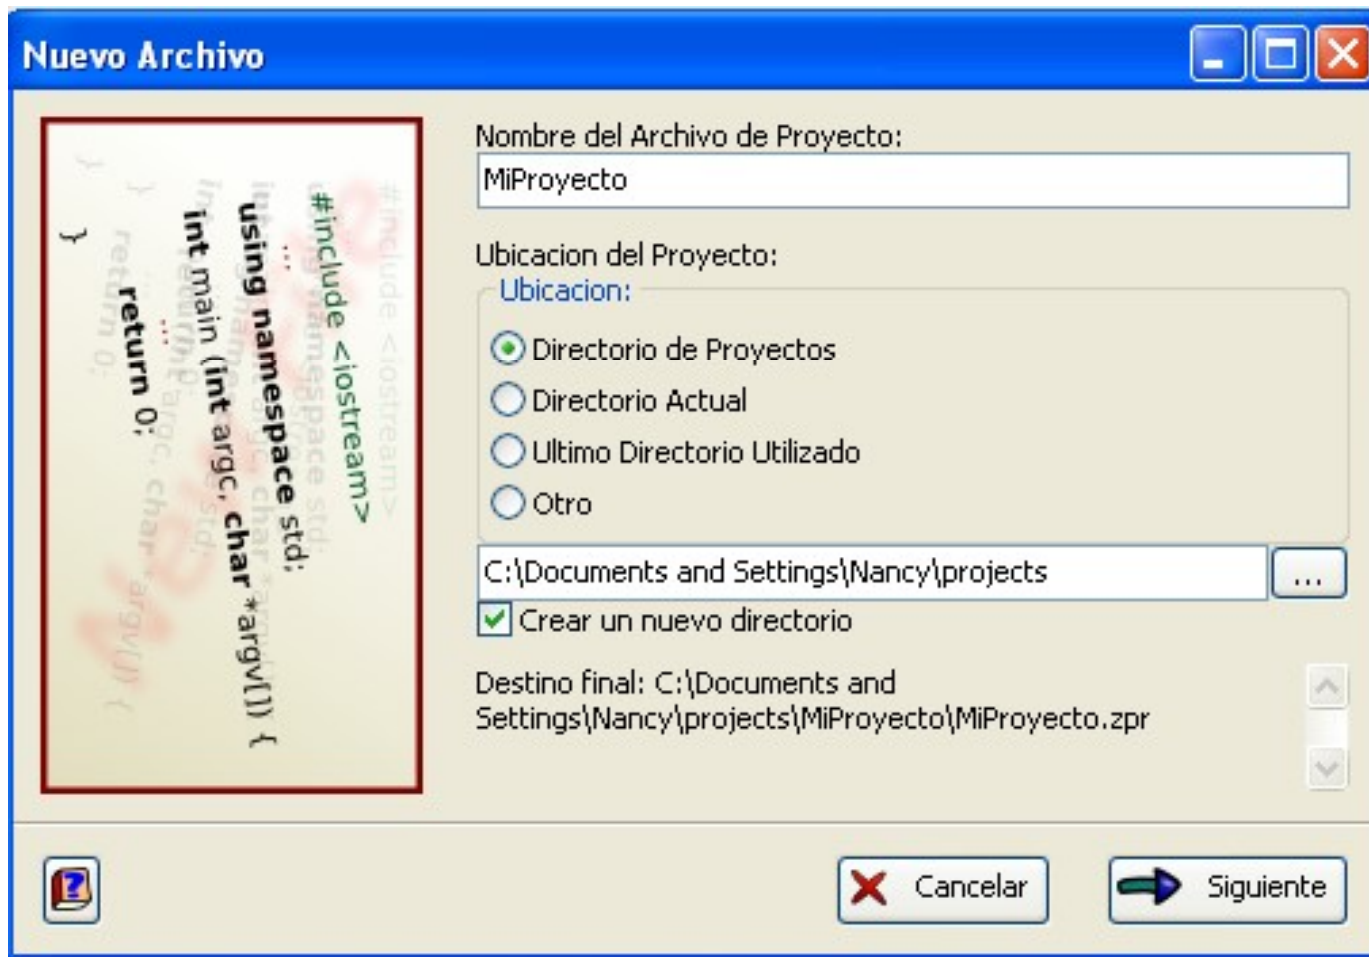 Nuevo Archivo
#include <iostream>
...
using namespace std;
int main (int argc, char *argv[]) {
...
return 0;
}
Nombre del Archivo de Proyecto:
MiProyecto
Ubicacion del Proyecto:
Ubicacion:
Directorio de Proyectos
Directorio Actual
Ultimo Directorio Utilizado
Otro
C:\Documents and Settings\Nancy\projects
...
Crear un nuevo directorio
Destino final: C:\Documents and
Settings\Nancy\projects\MiProyecto\MiProyecto.zpr
Cancelar
Siguiente